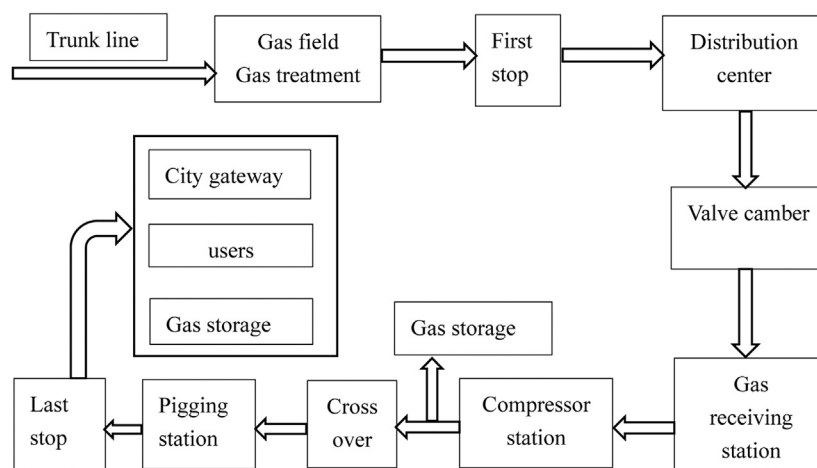 Trunk line
Gas field
Gas treatment
First
stop
Distribution
center
Valve camber
Gas
receiving
station
Compressor
station
Gas storage
Cross
over
Pigging
station
Last
stop
City gateway
users
Gas storage